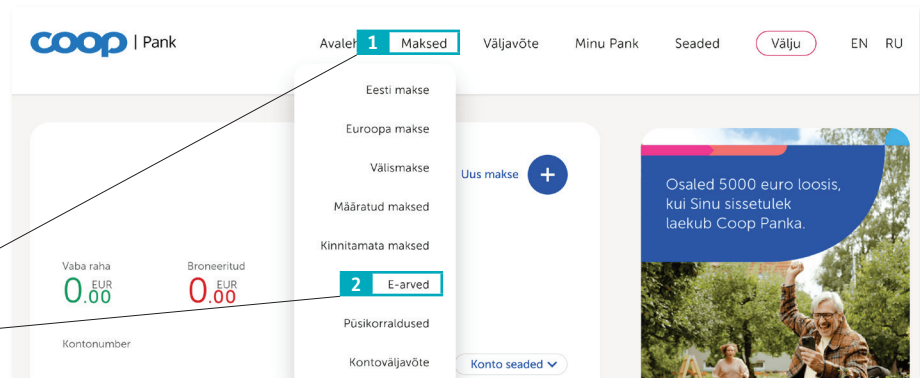 coop | Pank
Avaleh 1 Maksed Väljavõte Minu Pank Seaded Välju EN RU
Eesti makse
Euroopa makse
Välismakse
Määratud maksed
Kinnitamata maksed
2 E-arved
Püsikorraldused
Kontoväljavõte
Uus makse +
Vaba raha Broneeritud
0.00 EUR 0.00 EUR
Kontonumber
Konto seaded
Osaled 5000 euro loosis,
kui Sinu sissetulek
laekub Coop Panka.